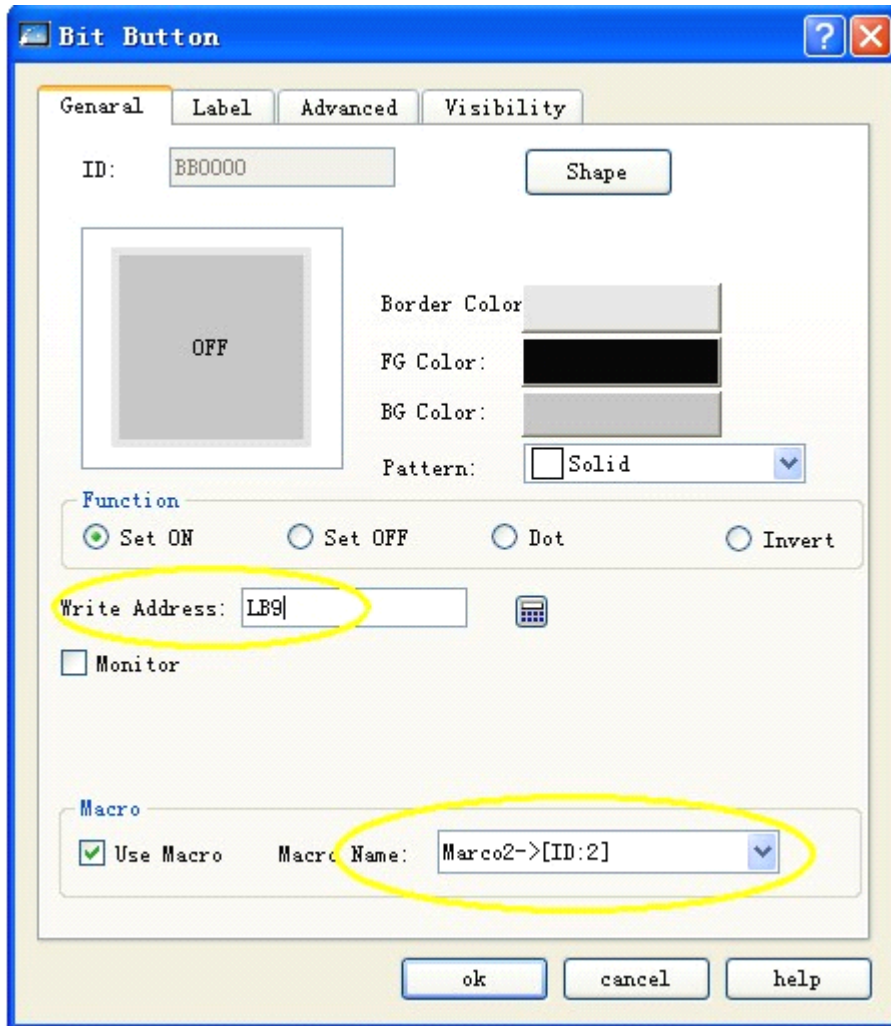 Bit Button
Genaral Label Advanced Visibility
ID: BB0000 Shape
OFF
Border Color
FG Color:
BG Color:
Pattern: Solid
Function
Set ON Set OFF Dot Invert
Write Address: LB9
Monitor
Macro
Use Macro Macro Name: Marco2->[ID:2]
ok cancel help